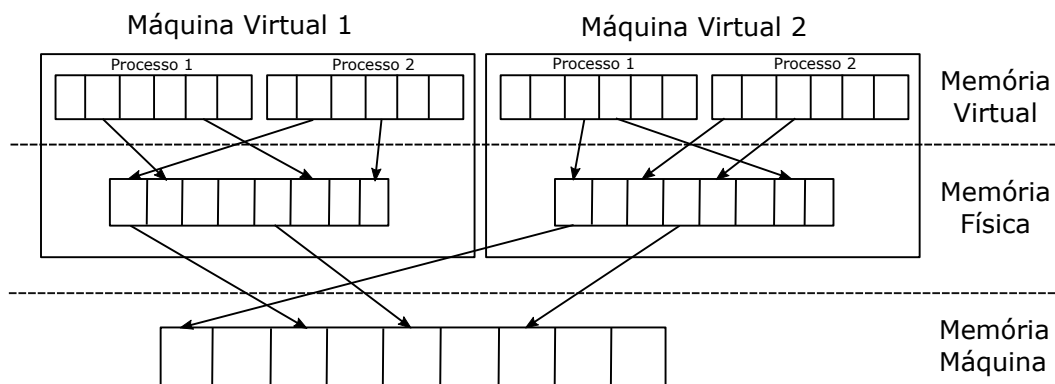 Máquina Virtual 1
Máquina Virtual 2
Processo 1
Processo 2
Processo 1
Processo 2
Memória
Virtual
Memória
Física
Memória
Máquina